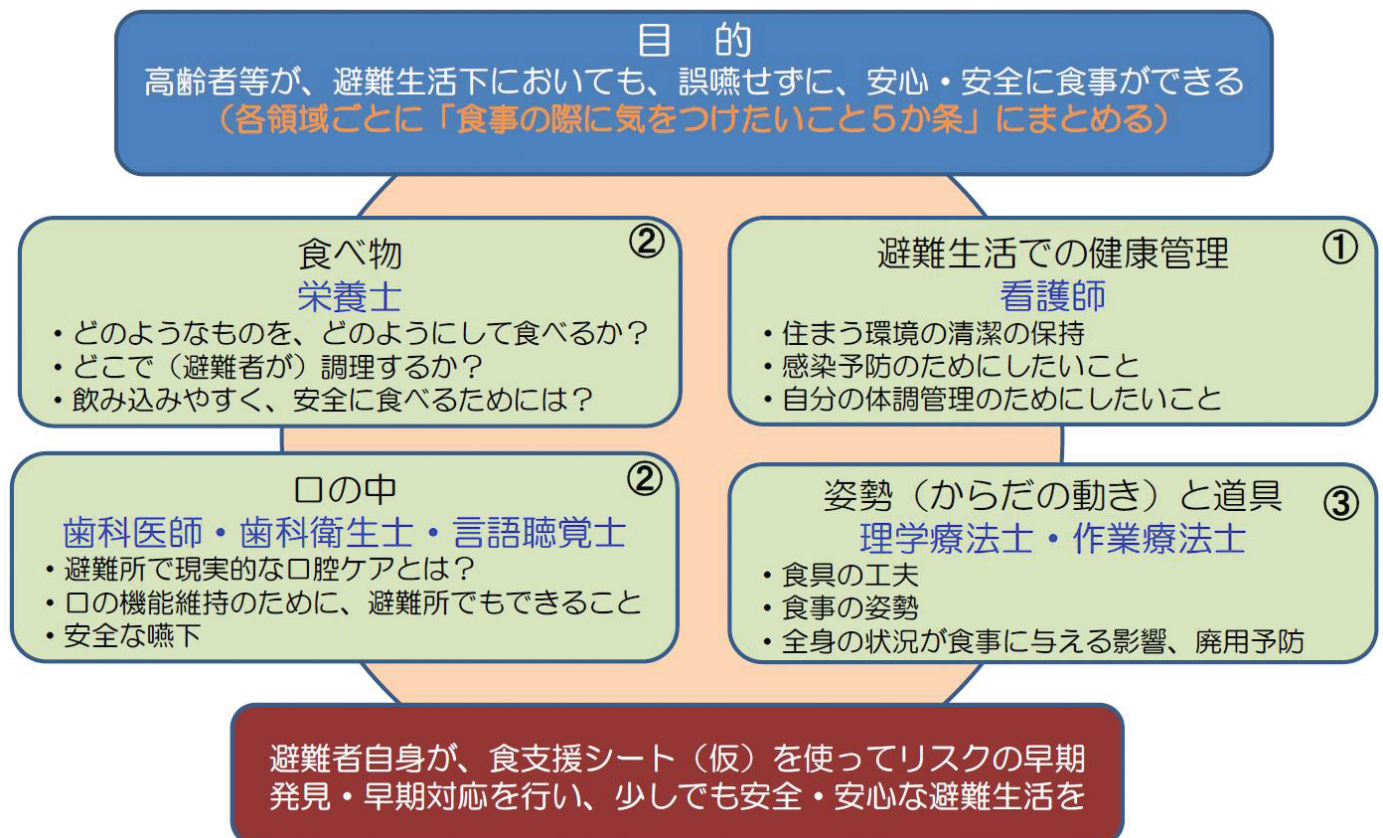 目　的
高齢者等が、避難生活下においても、誤嚥せずに、安心・安全に食事ができる
（各領域ごとに「食事の際に気をつけたいこと５か条」にまとめる）
②
食べ物
栄養士
・どのようなものを、どのようにして食べるか？
・どこで（避難者が）調理するか？
・飲み込みやすく、安全に食べるためには？
①
避難生活での健康管理
看護師
・住まう環境の清潔の保持
・感染予防のためにしたいこと
・自分の体調管理のためにしたいこと
②
口の中
歯科医師・歯科衛生士・言語聴覚士
・避難所で現実的な口腔ケアとは？
・口の機能維持のために、避難所でもできること
・安全な嚥下
③
姿勢（からだの動き）と道具
理学療法士・作業療法士
・食具の工夫
・食事の姿勢
・全身の状況が食事に与える影響、廃用予防
避難者自身が、食支援シート（仮）を使ってリスクの早期
発見・早期対応を行い、少しでも安全・安心な避難生活を